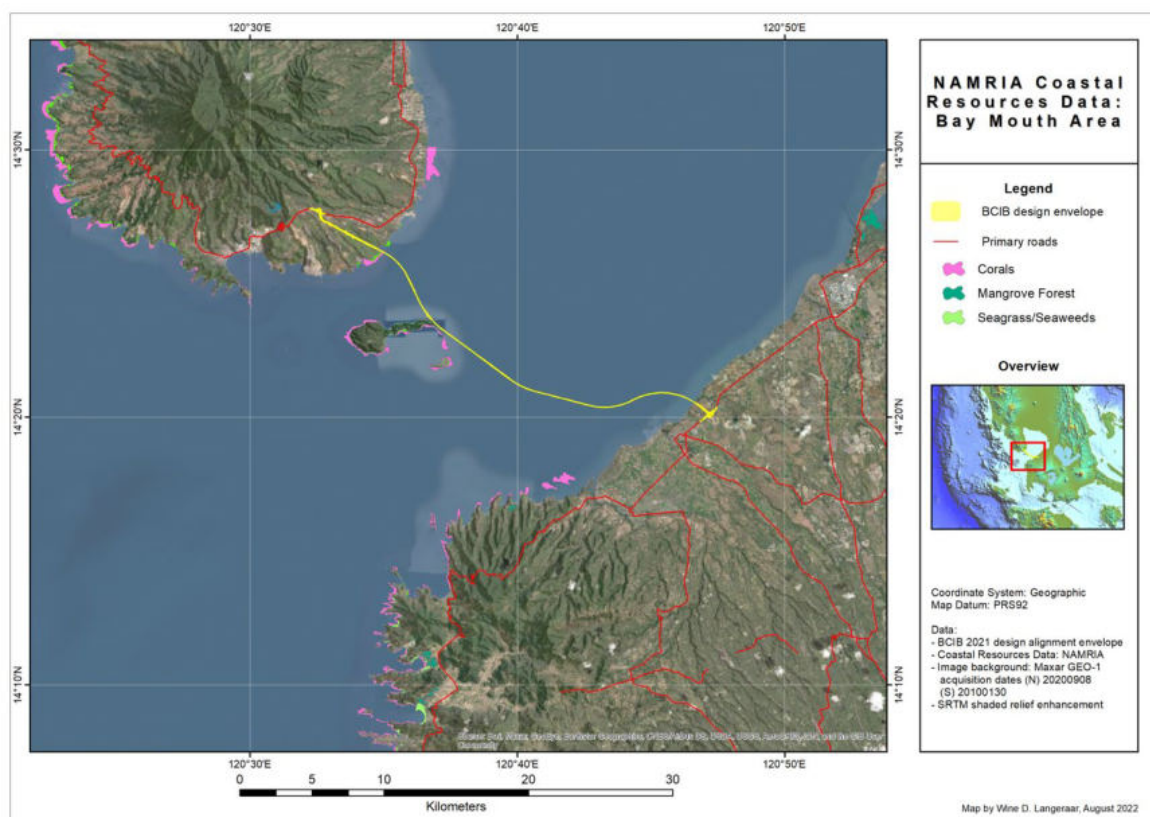 120°30'E 120°40'E 120°50'E
14°30'N 14°30'N
14°20'N 14°20'N
14°10'N 14°10'N
120°30'E 120°40'E 120°50'E
0 5 10 20 30
Kilometers
NAMRIA Coastal
Resources Data:
Bay Mouth Area
Legend
BCIB design envelope
Primary roads
Corals
Mangrove Forest
Seagrass/Seaweeds
Overview
Coordinate System: Geographic
Map Datum: PRS92
Data:
- BCIB 2021 design alignment envelope
- Coastal Resources Data: NAMRIA
- Image background: Maxar GEO-1
acquisition dates (N) 20200908
(S) 20100130
- SRTM shaded relief enhancement
Map by Wine D. Langeraar, August 2022